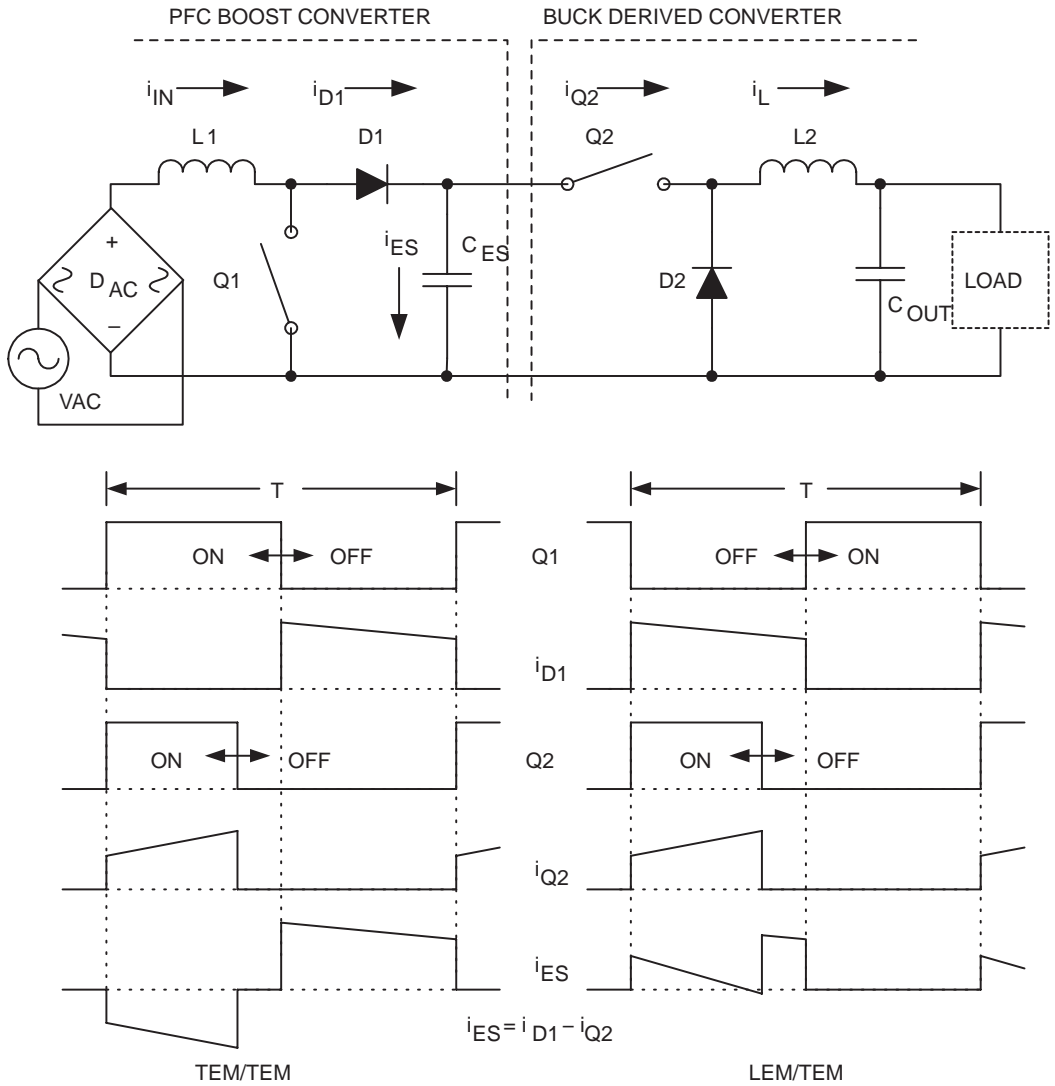 PFC BOOST CONVERTER
BUCK DERIVED CONVERTER
iIN
iD1
iQ2
iL
L1
D1
Q2
L2
+
DAC
−
Q1
iES
CES
D2
COUT
LOAD
VAC
T
T
ON OFF
Q1
OFF ON
iD1
ON OFF
Q2
ON OFF
iQ2
iES
iES = iD1 − iQ2
TEM/TEM
LEM/TEM